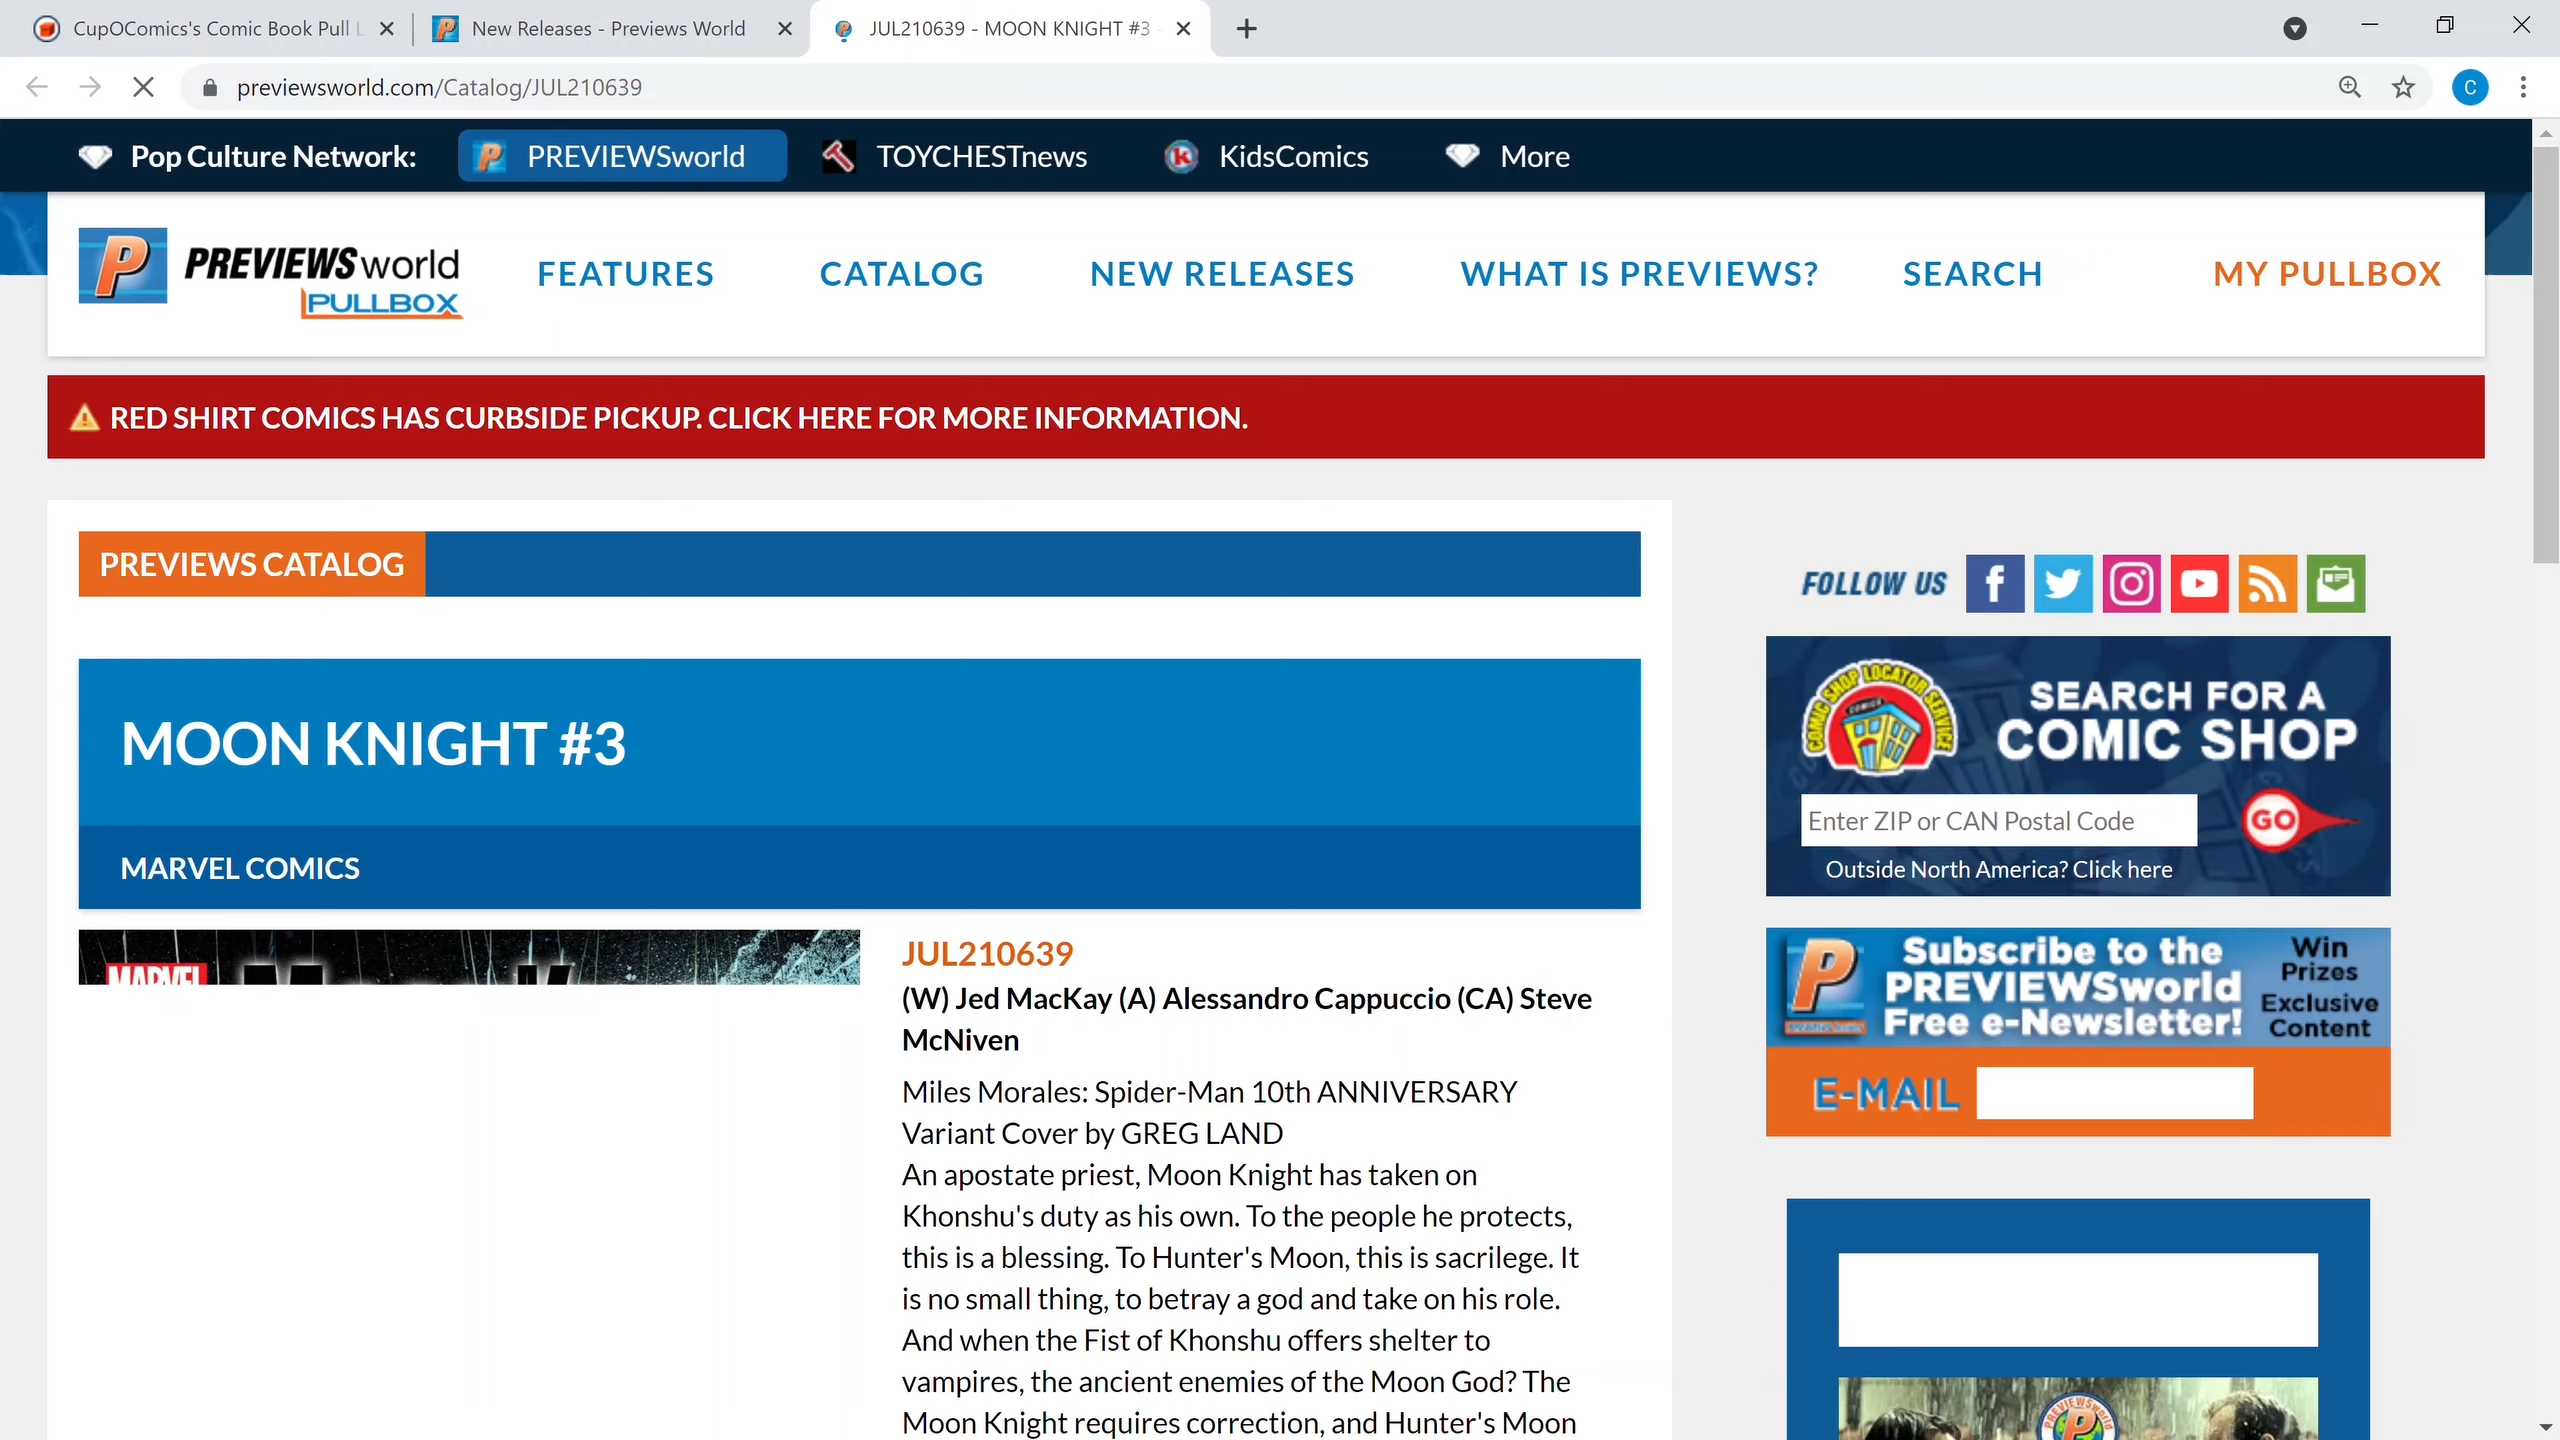 CupOComics's Comic Book Pull L
New Releases - Previews World
JUL210639 - MOON KNIGHT #3 -
previewsworld.com/Catalog/JUL210639
C
Pop Culture Network:
PREVIEWSworld
TOYCHESTnews
KidsComics
More
P PREVIEWSworld
PULLBOX
FEATURES
CATALOG
NEW RELEASES
WHAT IS PREVIEWS?
SEARCH
MY PULLBOX
RED SHIRT COMICS HAS CURBSIDE PICKUP. CLICK HERE FOR MORE INFORMATION.
PREVIEWS CATALOG
MOON KNIGHT #3
MARVEL COMICS
MARVEL
JUL210639
(W) Jed MacKay (A) Alessandro Cappuccio (CA) Steve
McNiven
Miles Morales: Spider-Man 10th ANNIVERSARY
Variant Cover by GREG LAND
An apostate priest, Moon Knight has taken on
Khonshu's duty as his own. To the people he protects,
this is a blessing. To Hunter's Moon, this is sacrilege. It
is no small thing, to betray a god and take on his role.
And when the Fist of Khonshu offers shelter to
vampires, the ancient enemies of the Moon God? The
Moon Knight requires correction, and Hunter's Moon
FOLLOW US
COMIC SHOP LOCATOR SERVICE
COMICS
SEARCH FOR A
COMIC SHOP
Enter ZIP or CAN Postal Code
GO
Outside North America? Click here
P
Subscribe to the
PREVIEWSworld
Free e-Newsletter!
Win
Prizes
Exclusive
Content
E-MAIL
PREVIEWSworld
P